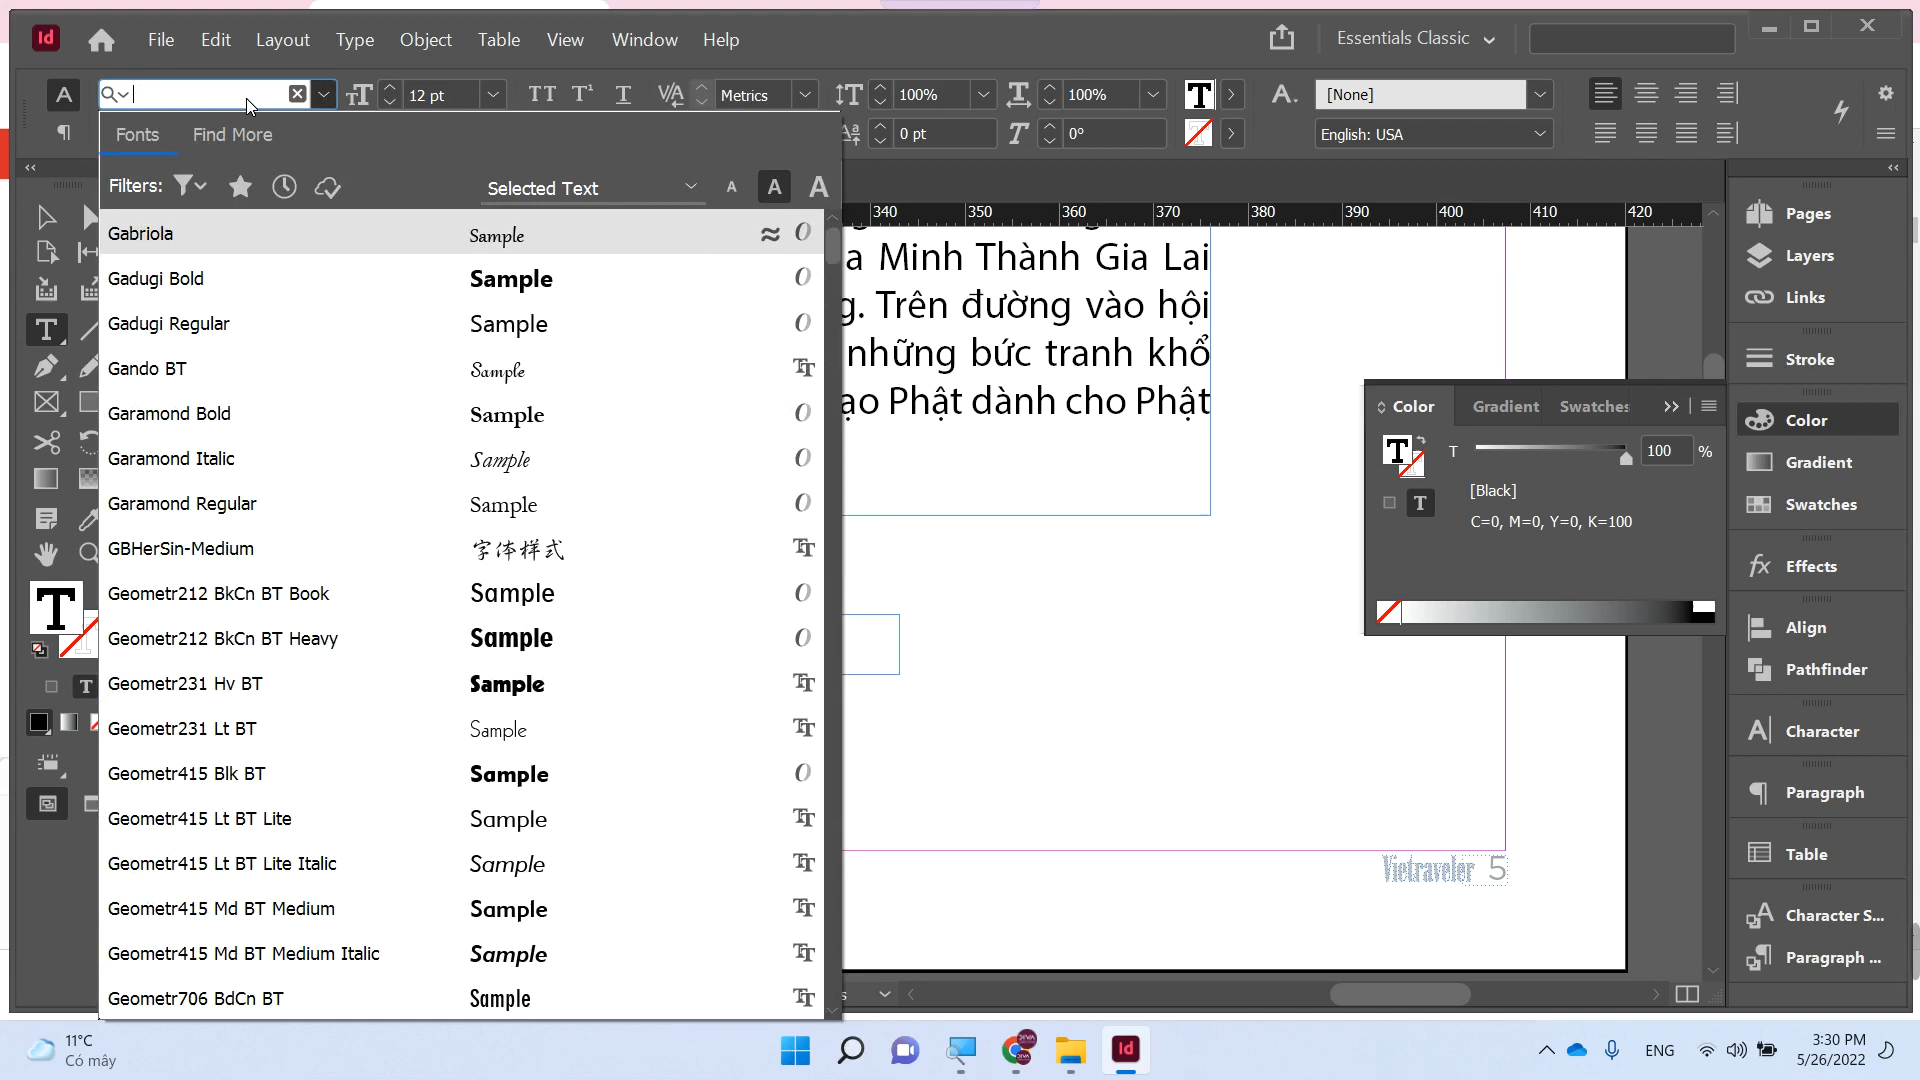 Id File Edit Layout Type Object Table View Window Help Essentials Classic
A 12 pt Metrics 100% 100% [None]
0 pt 0° English: USA
Fonts Find More
Filters: Selected Text A A A
340 350 360 370 380 390 400 410 420
Gabriola Sample
Gadugi Bold Sample
Gadugi Regular Sample
Gando BT Sample
Garamond Bold Sample
Garamond Italic Sample
Garamond Regular Sample
GBHerSin-Medium 字体样式
Geometr212 BkCn BT Book Sample
Geometr212 BkCn BT Heavy Sample
Geometr231 Hv BT Sample
Geometr231 Lt BT Sample
Geometr415 Blk BT Sample
Geometr415 Lt BT Lite Sample
Geometr415 Lt BT Lite Italic Sample
Geometr415 Md BT Medium Sample
Geometr415 Md BT Medium Italic Sample
Geometr706 BdCn BT Sample
a Minh Thành Gia Lai
g. Trên đường vào hội
những bức tranh khổ
ạo Phật dành cho Phật
Vietraveler 5
Color Gradient Swatches
T 100 %
[Black]
C=0, M=0, Y=0, K=100
Pages
Layers
Links
Stroke
Color
Gradient
Swatches
Effects
Align
Pathfinder
Character
Paragraph
Table
Character S...
Paragraph ...
11°C
Có mây
ENG
3:30 PM
5/26/2022